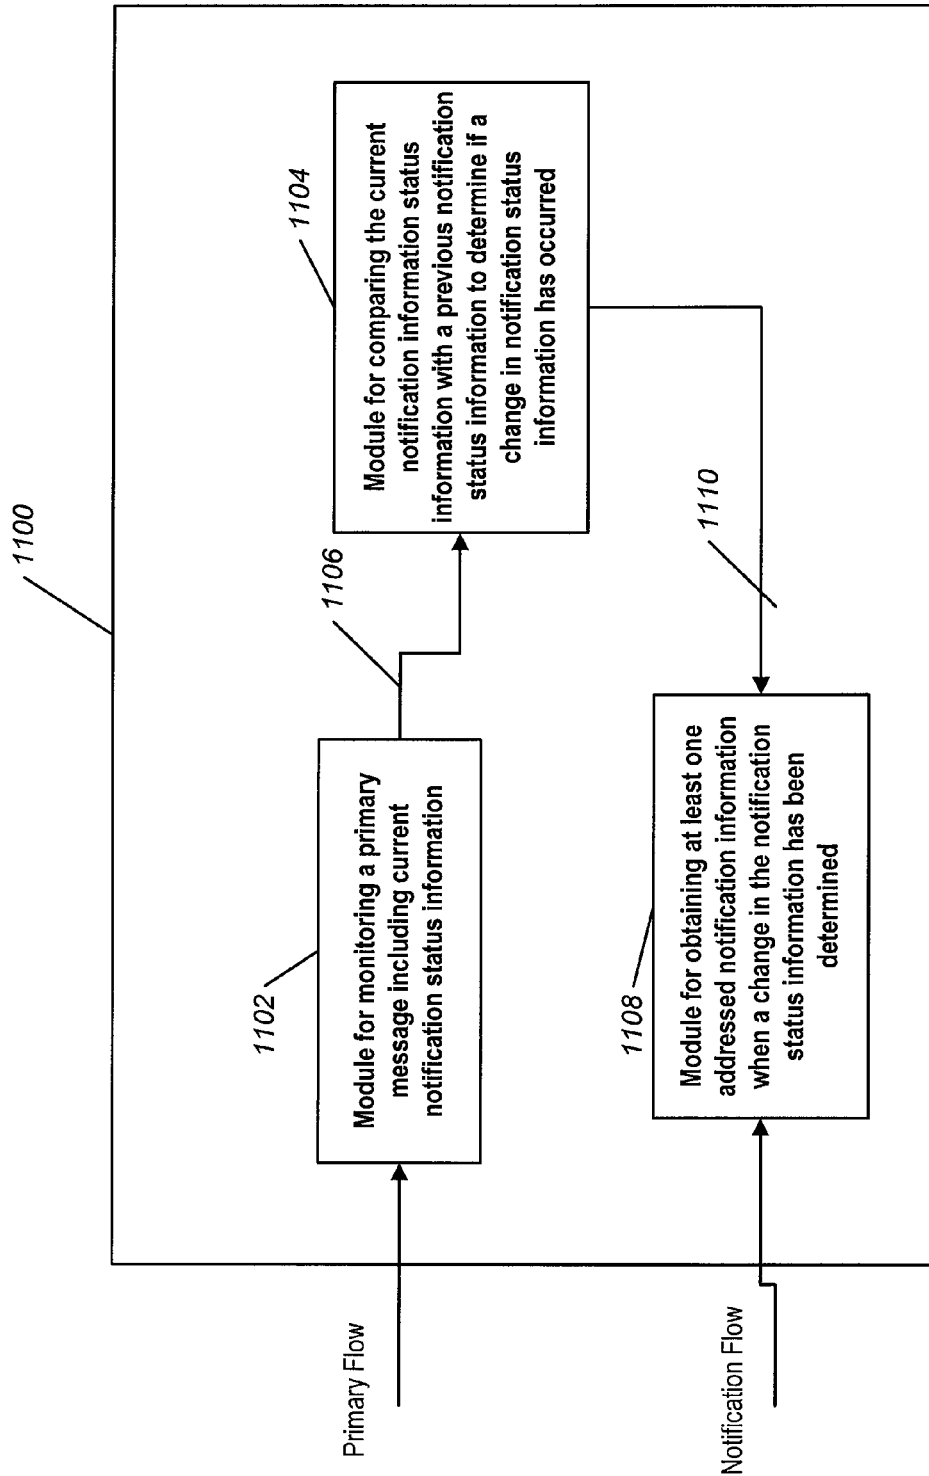 1100
1104
Module for comparing the current
notification information status
information with a previous notification
status information to determine if a
change in notification status
information has occurred
1106
1102
Module for monitoring a primary
message including current
notification status information
Primary Flow
1110
1108
Module for obtaining at least one
addressed notification information
when a change in the notification
status information has been
determined
Notification Flow